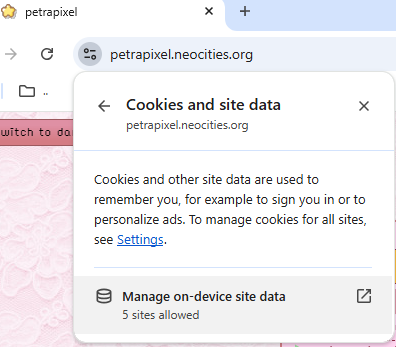 petrapixel
petrapixel.neocities.org
..
Cookies and site data
petrapixel.neocities.org
witch to da
Cookies and other site data are used to
remember you, for example to sign you in or to
personalize ads. To manage cookies for all sites,
see Settings.
Manage on-device site data
5 sites allowed